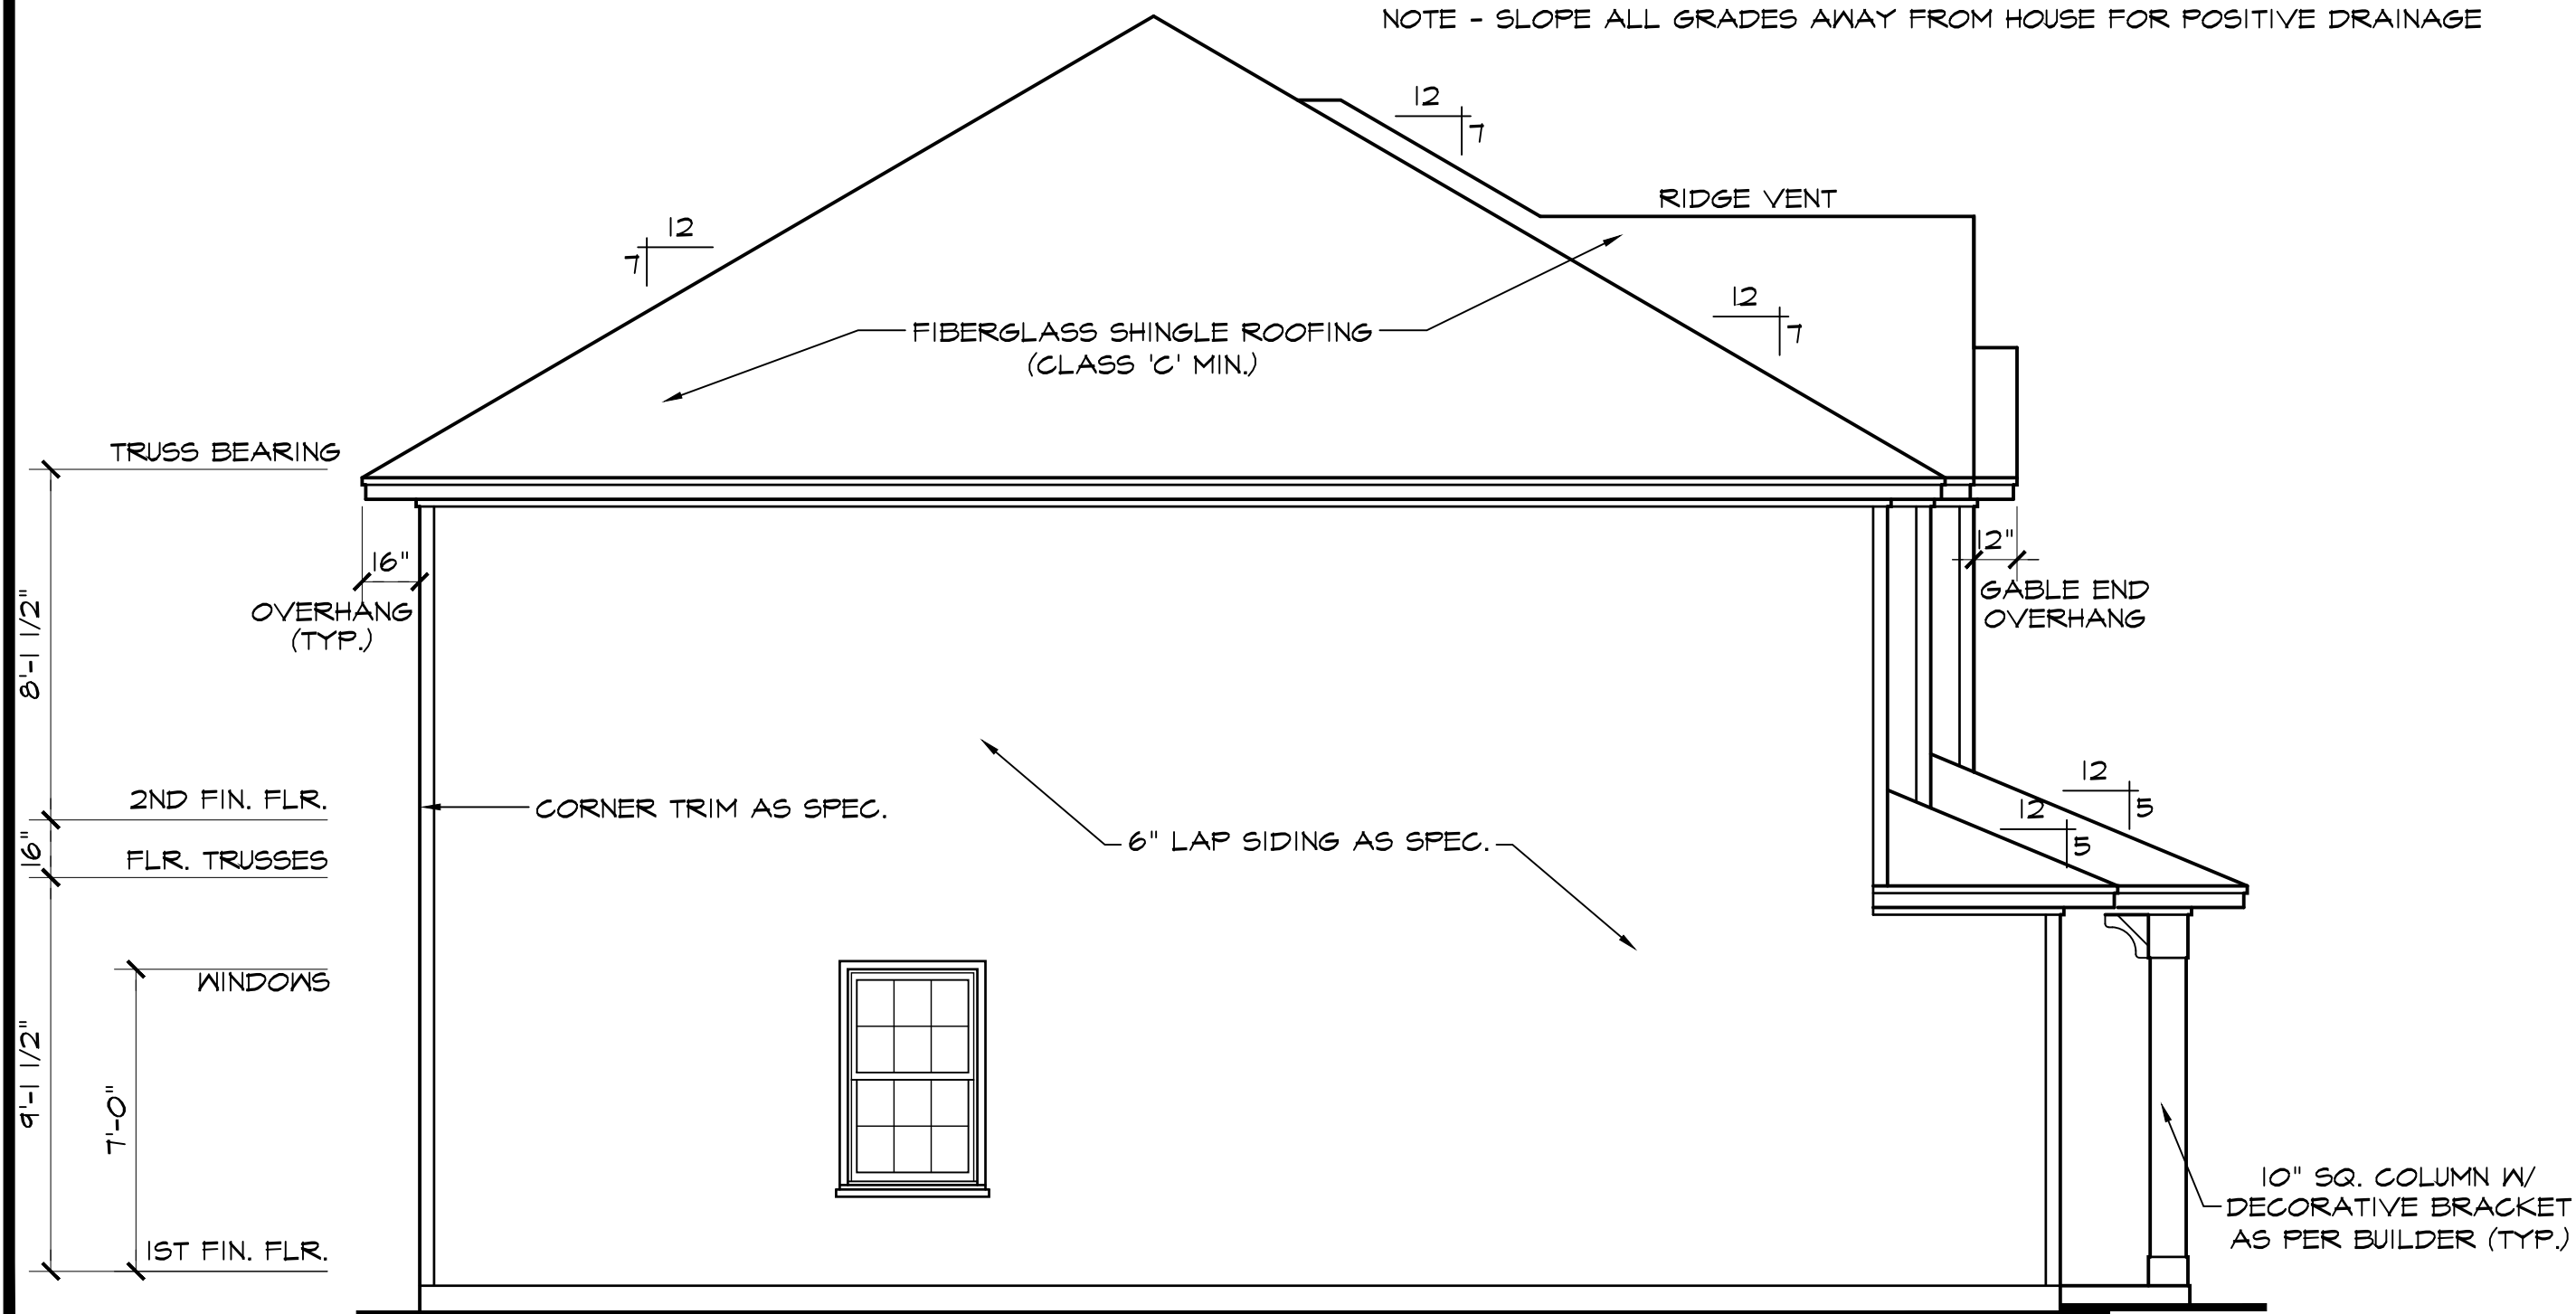 NOTE - SLOPE ALL GRADES AWAY FROM HOUSE FOR POSITIVE DRAINAGE
12
7
RIDGE VENT
12
7
12
7
FIBERGLASS SHINGLE ROOFING
(CLASS 'C' MIN.)
TRUSS BEARING
16"
OVERHANG
(TYP.)
12"
GABLE END
OVERHANG
8'-1 1/2"
2ND FIN. FLR.
CORNER TRIM AS SPEC.
12
5
12
5
6" LAP SIDING AS SPEC.
16"
FLR. TRUSSES
WINDOWS
9'-1 1/2"
7'-0"
10" SQ. COLUMN W/
DECORATIVE BRACKET
AS PER BUILDER (TYP.)
1ST FIN. FLR.